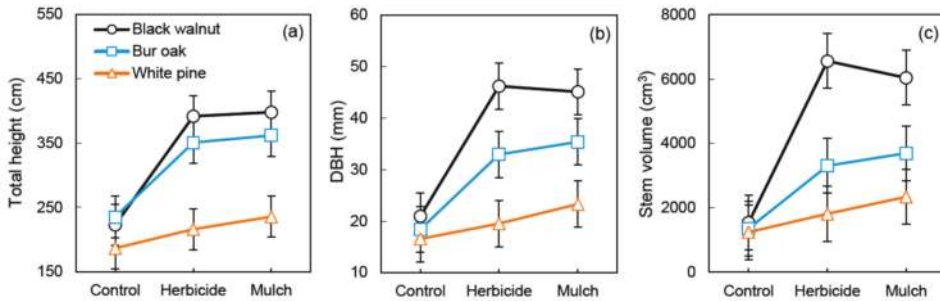 (a)
Black walnut
Bur oak
White pine
Total height (cm)
550
450
350
250
150
Control Herbicide Mulch
(b)
DBH (mm)
60
50
40
30
20
10
Control Herbicide Mulch
(c)
Stem volume (cm³)
8000
6000
4000
2000
0
Control Herbicide Mulch